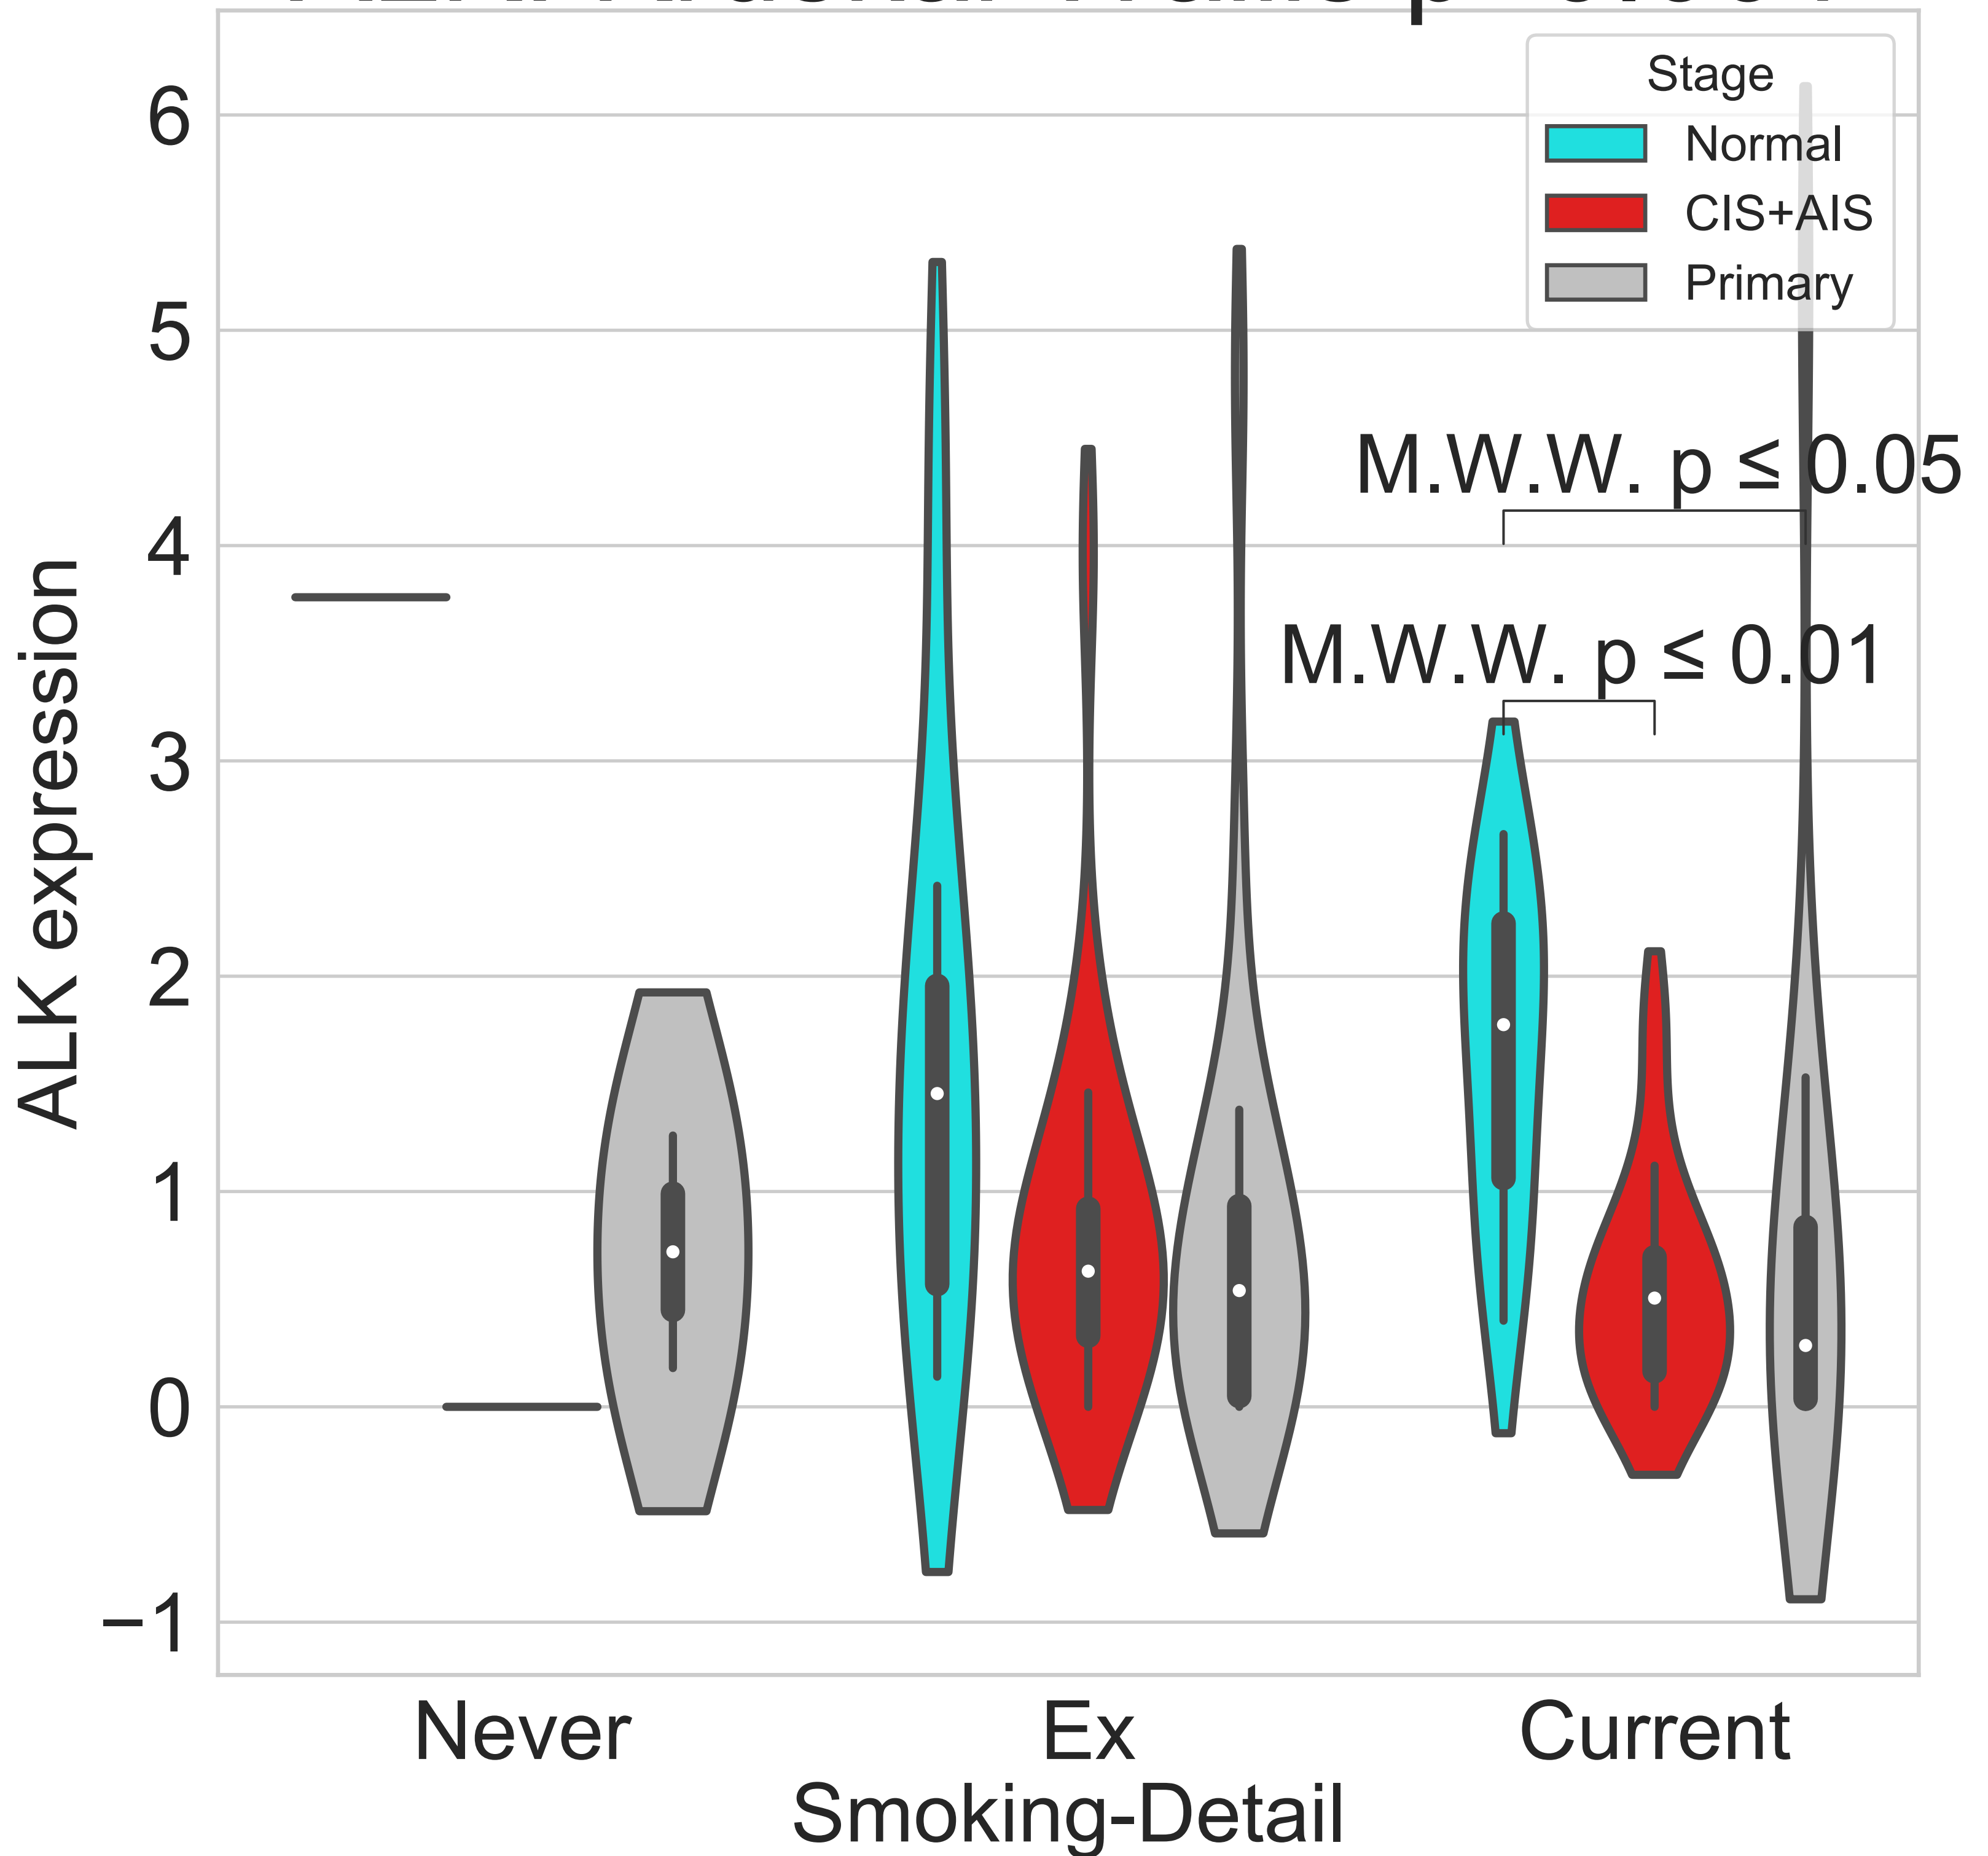 Stage
Normal
CIS+AIS
Primary
6
5
4
3
2
1
0
−1
ALK expression
M.W.W. p ≤ 0.05
M.W.W. p ≤ 0.01
Never
Ex
Current
Smoking-Detail